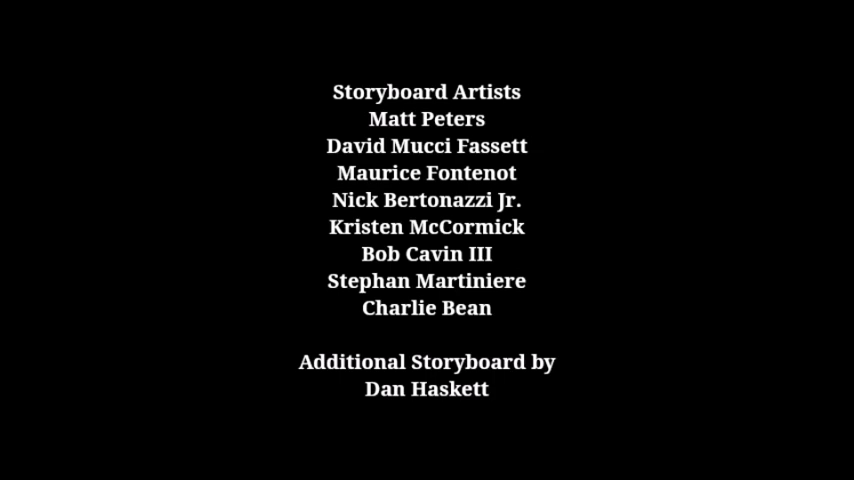 Storyboard Artists
Matt Peters
David Mucci Fassett
Maurice Fontenot
Nick Bertonazzi Jr.
Kristen McCormick
Bob Cavin III
Stephan Martiniere
Charlie Bean
Additional Storyboard by
Dan Haskett